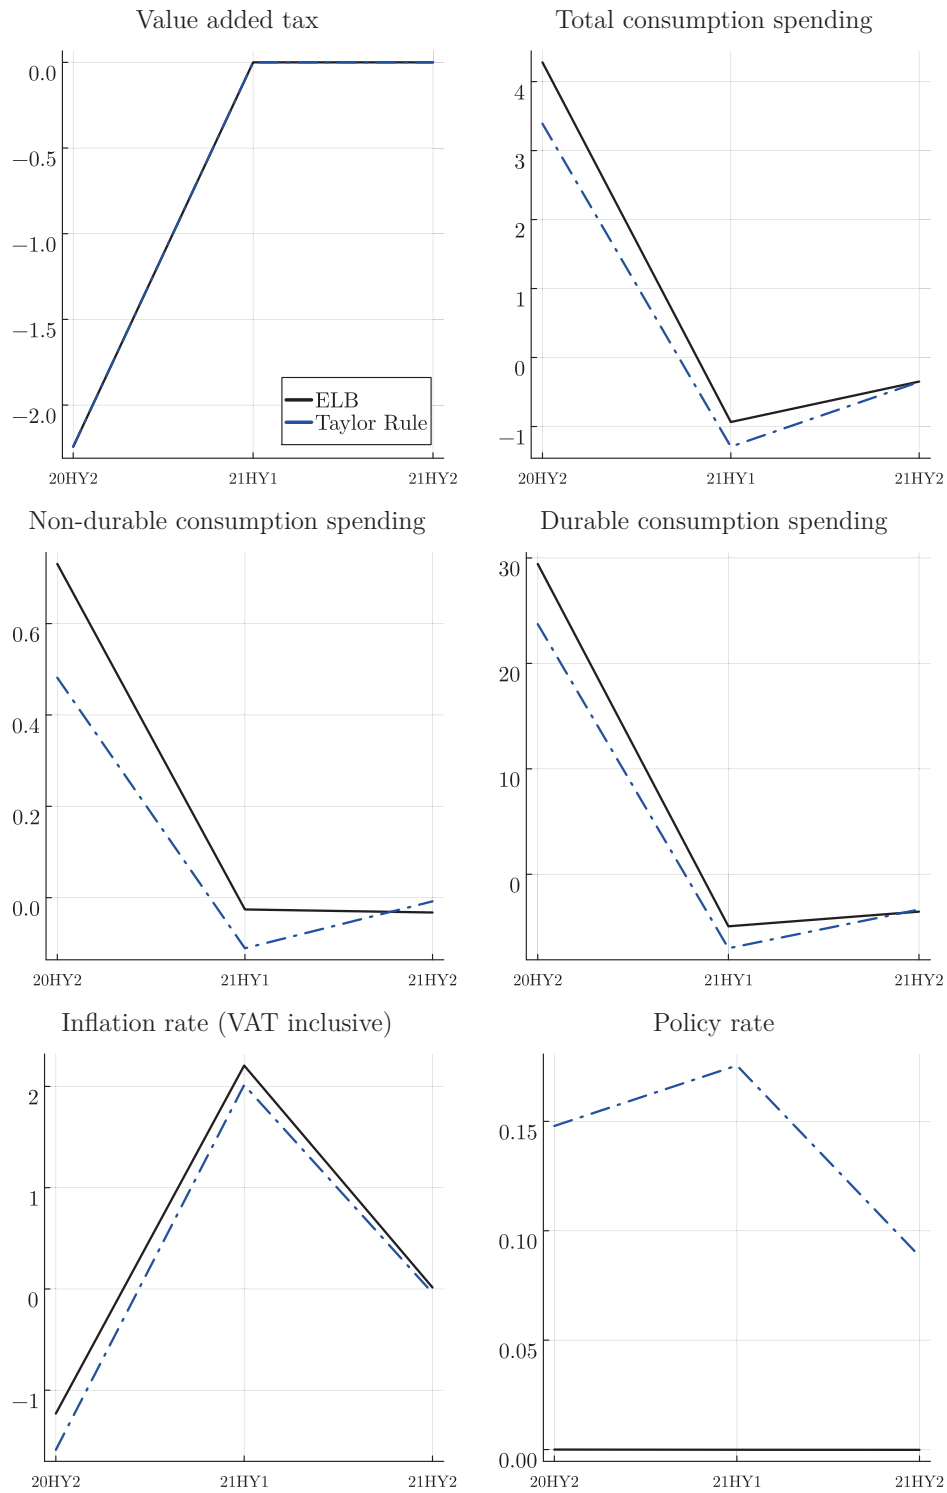 Value added tax
0.0
−0.5
−1.0
−1.5
−2.0
ELB
Taylor Rule
20HY2 21HY1 21HY2
Total consumption spending
4
3
2
1
0
−1
20HY2 21HY1 21HY2
Non-durable consumption spending
0.6
0.4
0.2
0.0
20HY2 21HY1 21HY2
Durable consumption spending
30
20
10
0
20HY2 21HY1 21HY2
Inflation rate (VAT inclusive)
2
1
0
−1
20HY2 21HY1 21HY2
Policy rate
0.15
0.10
0.05
0.00
20HY2 21HY1 21HY2